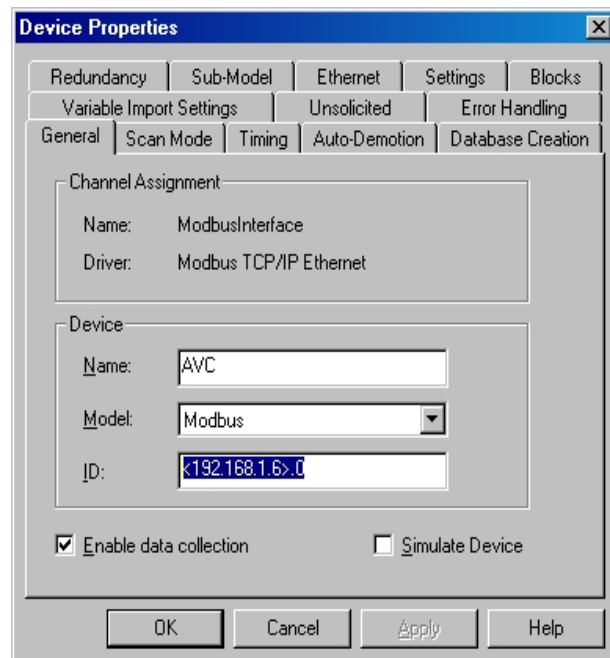 Device Properties
Redundancy Sub-Model Ethernet Settings Blocks
Variable Import Settings Unsolicited Error Handling
General Scan Mode Timing Auto-Demotion Database Creation
Channel Assignment
Name: ModbusInterface
Driver: Modbus TCP/IP Ethernet
Device
Name: AVC
Model: Modbus
ID: <192.168.1.6>.0
Enable data collection Simulate Device
OK Cancel Apply Help